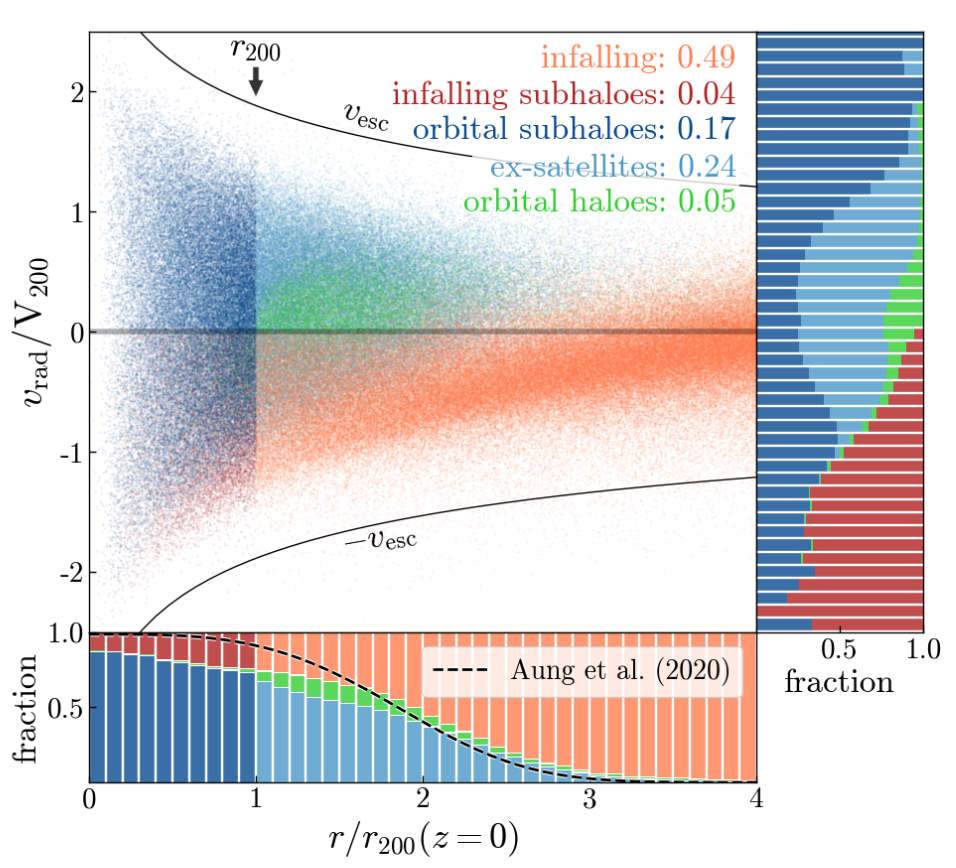 r200
infalling: 0.49
infalling subhaloes: 0.04
vesc
orbital subhaloes: 0.17
ex-satellites: 0.24
orbital haloes: 0.05
2
1
0
-1
-2
vrad/V200
−vesc
1.0
0.5
fraction
Aung et al. (2020)
0.5
1.0
fraction
0
1
2
3
4
r/r200(z=0)